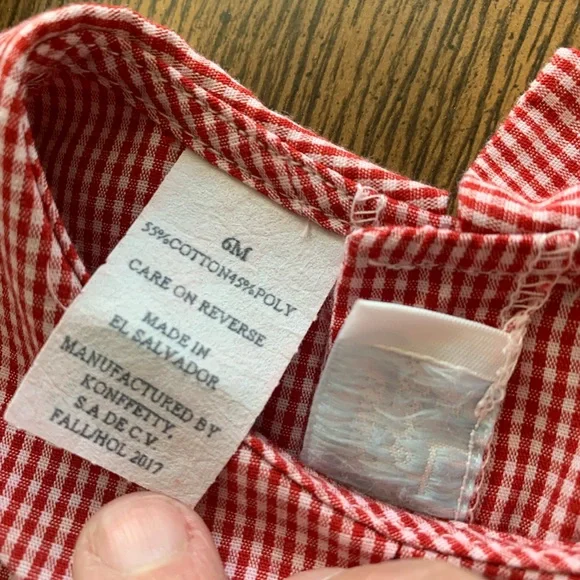 6M
55%COTTON45%POLY
CARE ON REVERSE
MADE IN
EL SALVADOR
MANUFACTURED BY
KONFFETTY,
S.A DE C.V.
FALL/HOL 2017